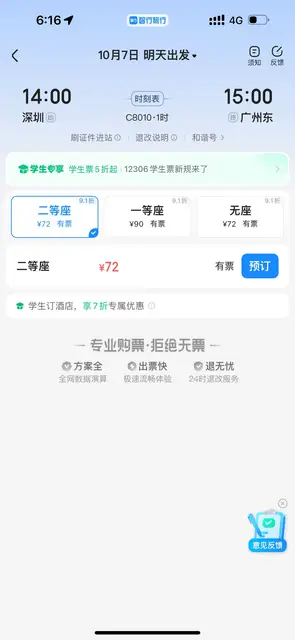 6:16
智行旅行
4G
10月7日 明天出发
须知
反馈
14:00
时刻表
15:00
深圳 始
C8010·1时
终 广州东
刷证件进站
退改说明
和谐号
学生专享 学生票5折起 12306学生票新规来了
9.1折
二等座
¥72 有票
9.1折
一等座
¥90 有票
9.1折
无座
¥72 有票
二等座
¥72
有票
预订
学生订酒店，享7折专属优惠
专业购票·拒绝无票
方案全
全网数据演算
出票快
极速流畅体验
退无忧
24时退改服务
意见反馈